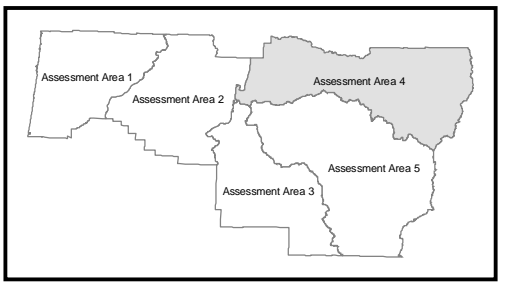 Assessment Area 1
Assessment Area 2
Assessment Area 4
Assessment Area 3
Assessment Area 5